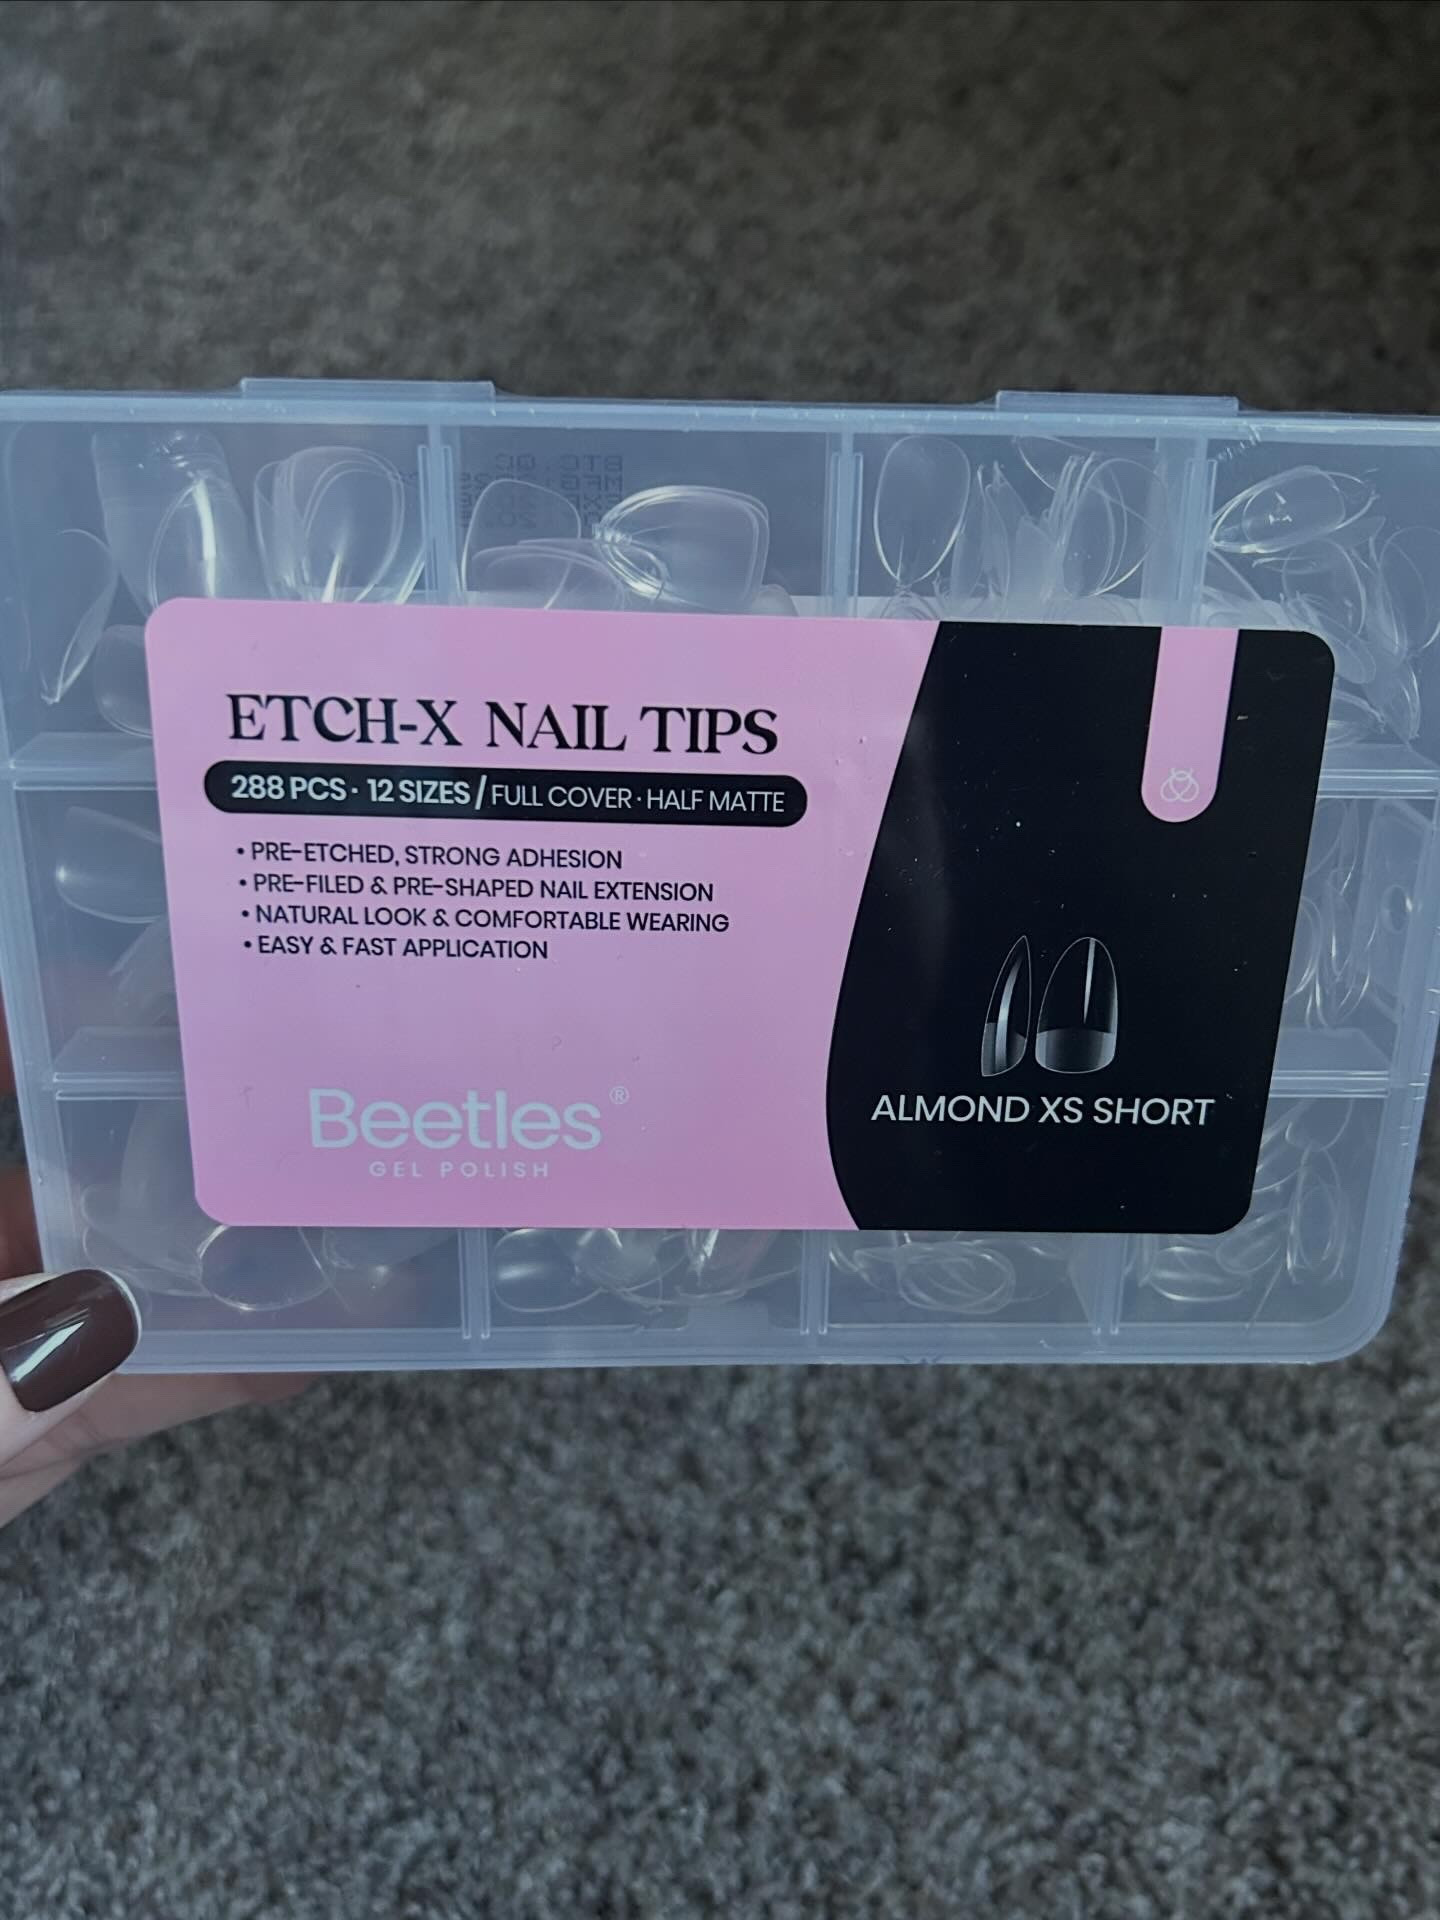 ETCH-X NAIL TIPS
288 PCS · 12 SIZES / FULL COVER · HALF MATTE
• PRE-ETCHED, STRONG ADHESION
• PRE-FILED & PRE-SHAPED NAIL EXTENSION
• NATURAL LOOK & COMFORTABLE WEARING
• EASY & FAST APPLICATION
Beetles®
GEL POLISH
ALMOND XS SHORT